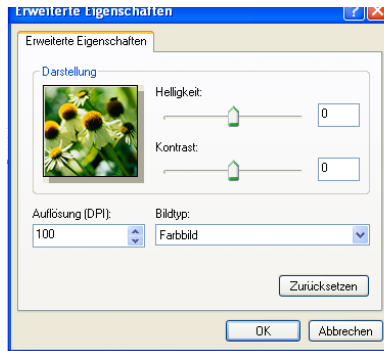 Erweiterte Eigenschaften
Erweiterte Eigenschaften
Darstellung
Helligkeit:
0
Kontrast:
0
Auflösung (DPI): Bildtyp:
100 Farbbild
Zurücksetzen
OK Abbrechen